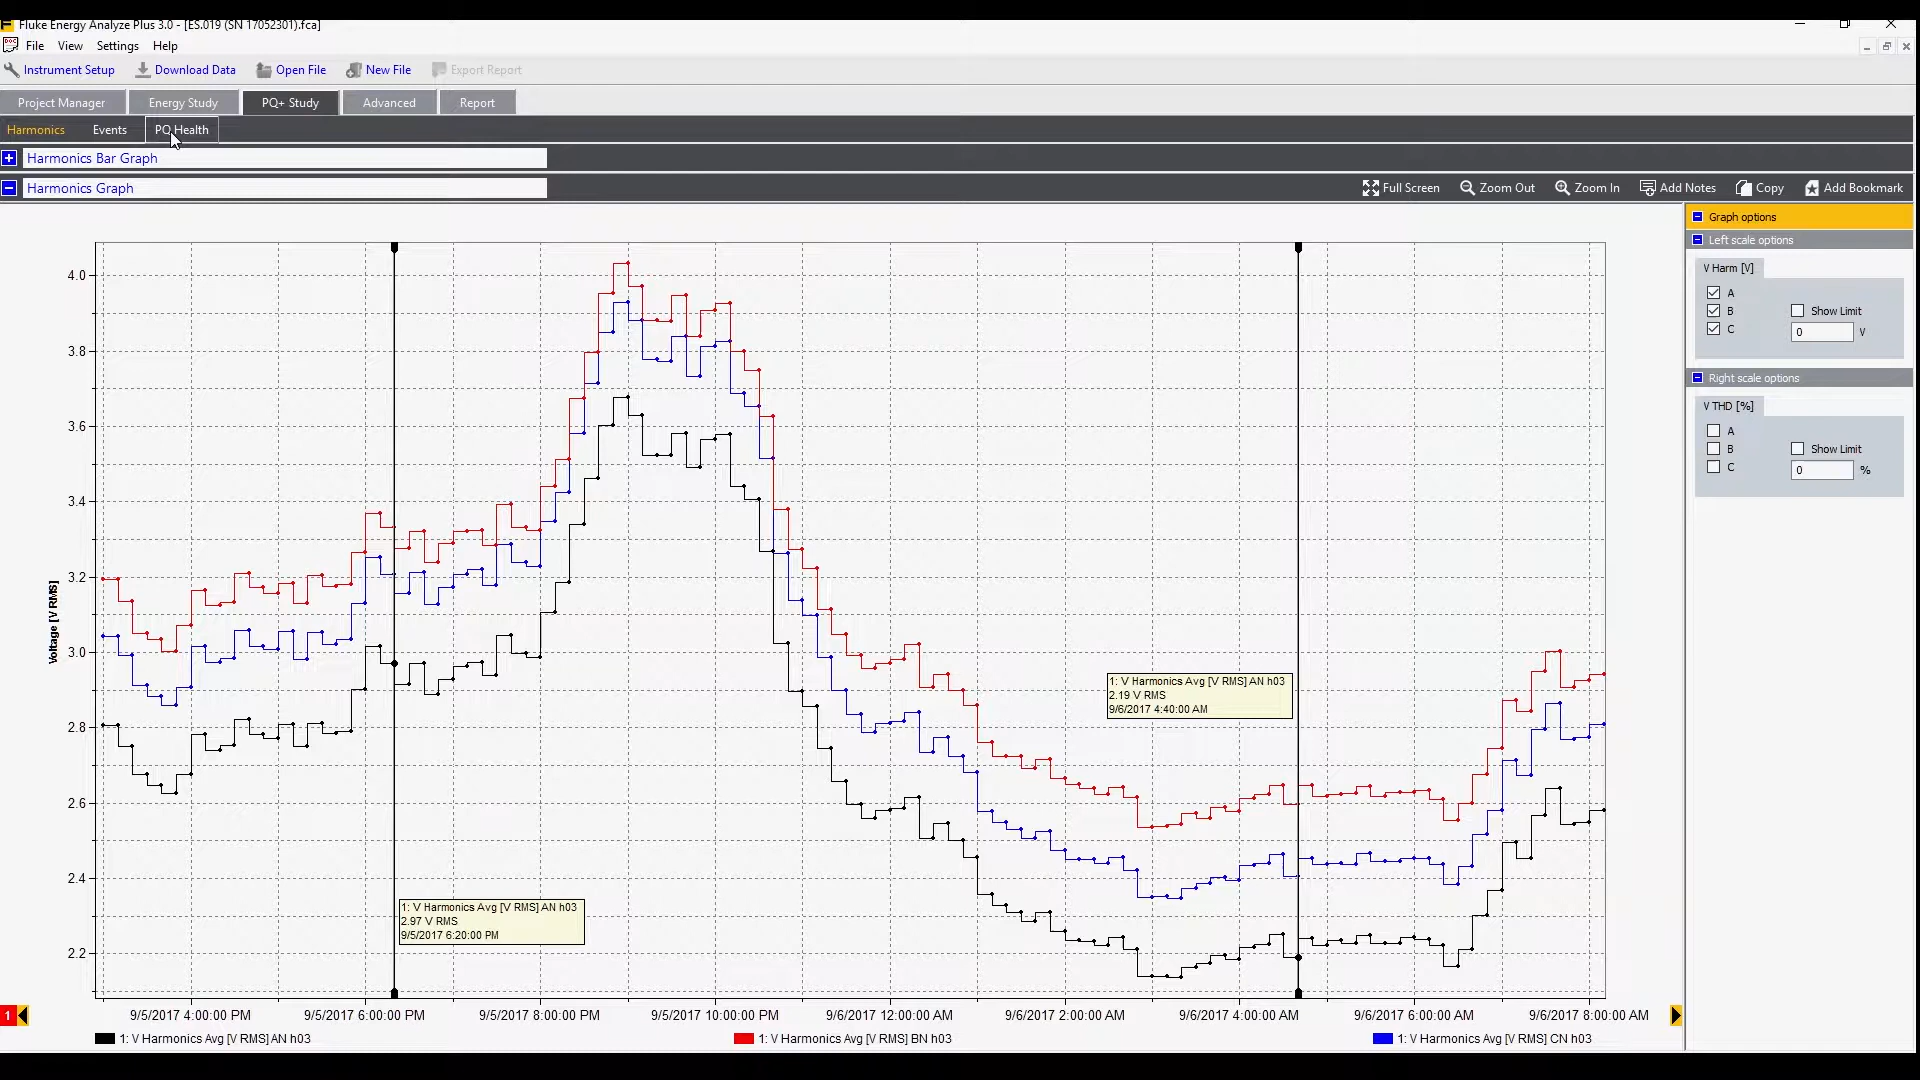 Fluke Energy Analyze Plus 3.0 - [ES.019 (SN 17052301).fca]
File View Settings Help
Instrument Setup Download Data Open File New File Export Report
Project Manager Energy Study PQ+ Study Advanced Report
Harmonics Events PQ Health
Harmonics Bar Graph
Harmonics Graph Full Screen Zoom Out Zoom In Add Notes Copy Add Bookmark
Graph options
Left scale options
V Harm [V]
A
B Show Limit
C 0 V
Right scale options
V THD [%]
A
B Show Limit
C 0 %
4.0
3.8
3.6
3.4
3.2
3.0
2.8
2.6
2.4
2.2
Voltage [V RMS]
1: V Harmonics Avg [V RMS] AN h03
2.19 V RMS
9/6/2017 4:40:00 AM
1: V Harmonics Avg [V RMS] AN h03
2.97 V RMS
9/5/2017 6:20:00 PM
1
9/5/2017 4:00:00 PM 9/5/2017 6:00:00 PM 9/5/2017 8:00:00 PM 9/5/2017 10:00:00 PM 9/6/2017 12:00:00 AM 9/6/2017 2:00:00 AM 9/6/2017 4:00:00 AM 9/6/2017 6:00:00 AM 9/6/2017 8:00:00 AM
1: V Harmonics Avg [V RMS] AN h03 1: V Harmonics Avg [V RMS] BN h03 1: V Harmonics Avg [V RMS] CN h03